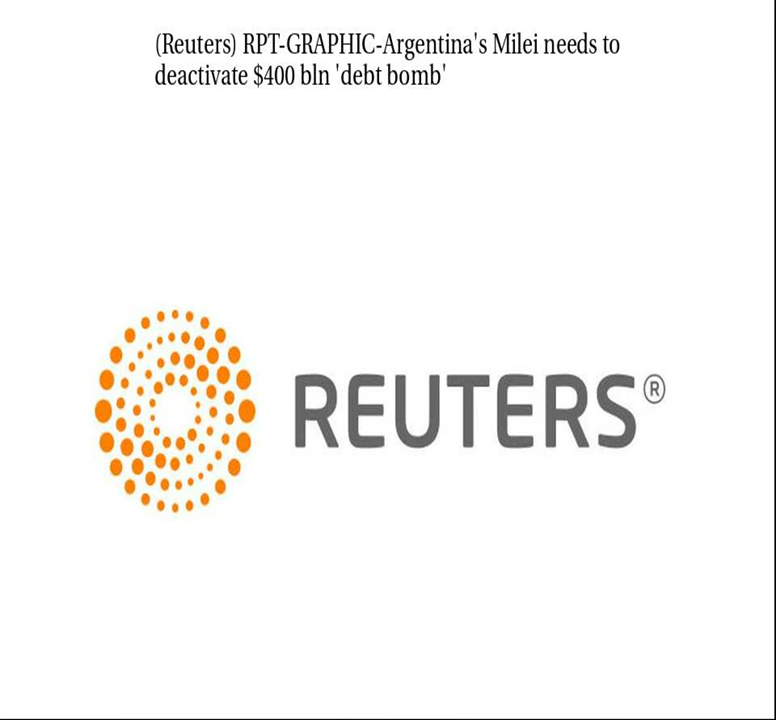 (Reuters) RPT-GRAPHIC-Argentina's Milei needs to
deactivate $400 bln 'debt bomb'
REUTERS®